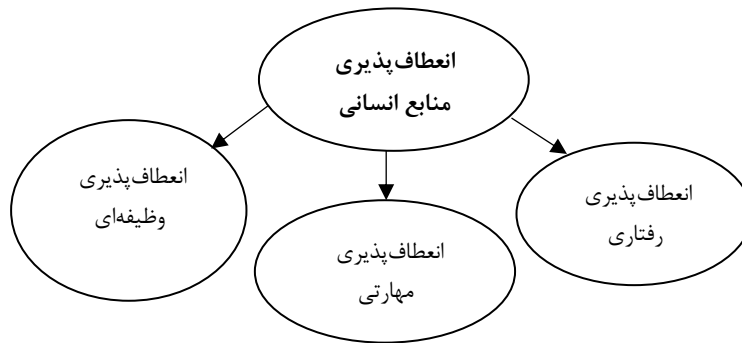 انعطاف‌پذیری
منابع انسانی
انعطاف‌پذیری
رفتاری
انعطاف‌پذیری
مهارتی
انعطاف‌پذیری
وظیفه‌ای